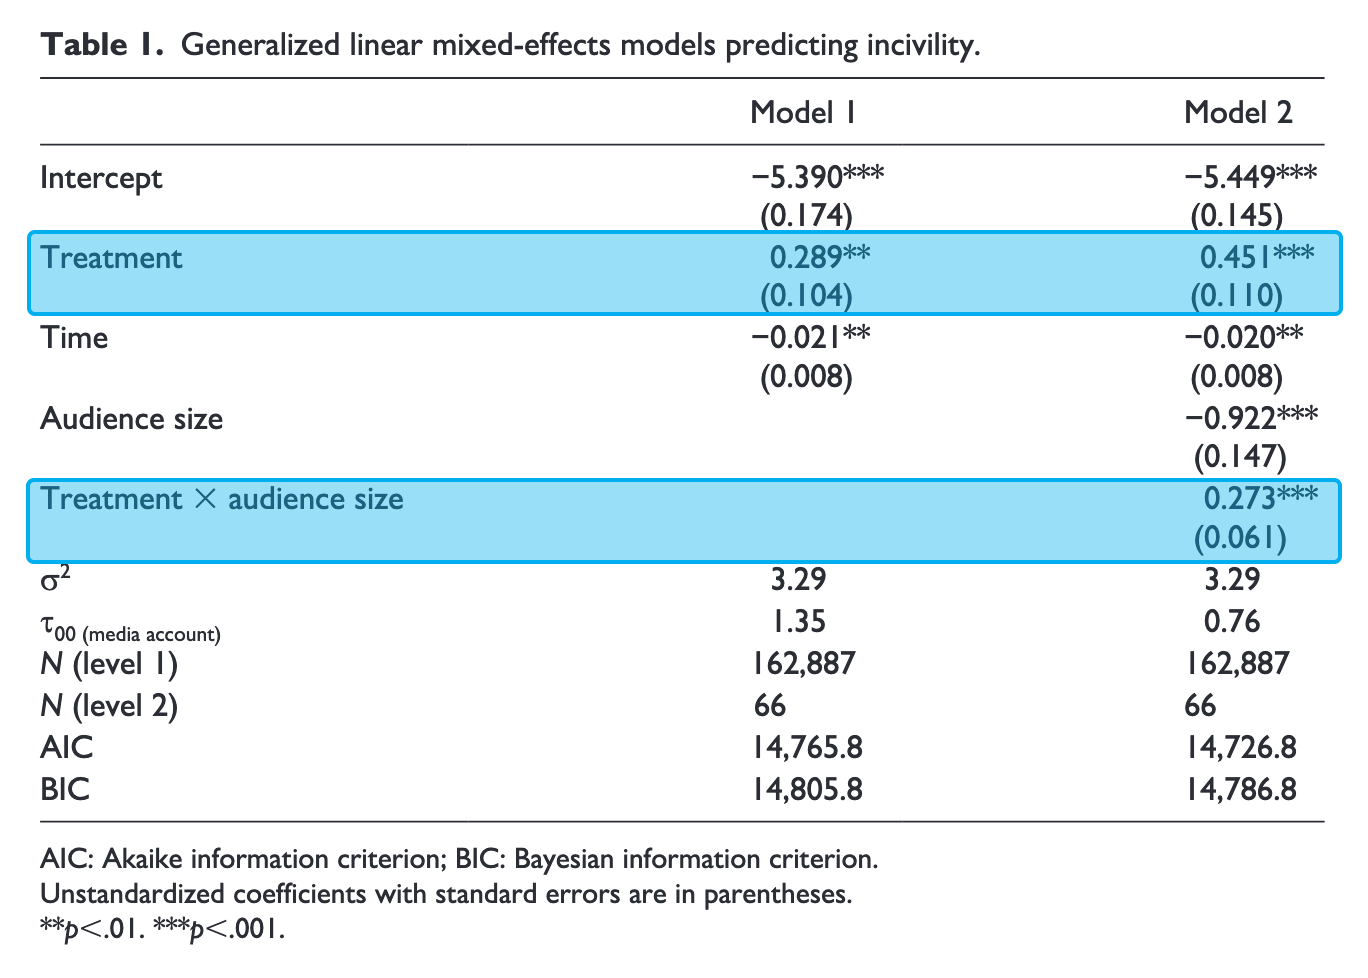 Table 1. Generalized linear mixed-effects models predicting incivility.
Model 1 Model 2
Intercept −5.390*** −5.449***
(0.174) (0.145)
Treatment 0.289** 0.451***
(0.104) (0.110)
Time −0.021** −0.020**
(0.008) (0.008)
Audience size −0.922***
(0.147)
Treatment × audience size 0.273***
(0.061)
σ² 3.29 3.29
τ00 (media account) 1.35 0.76
N (level 1) 162,887 162,887
N (level 2) 66 66
AIC 14,765.8 14,726.8
BIC 14,805.8 14,786.8
AIC: Akaike information criterion; BIC: Bayesian information criterion.
Unstandardized coefficients with standard errors are in parentheses.
**p<.01. ***p<.001.